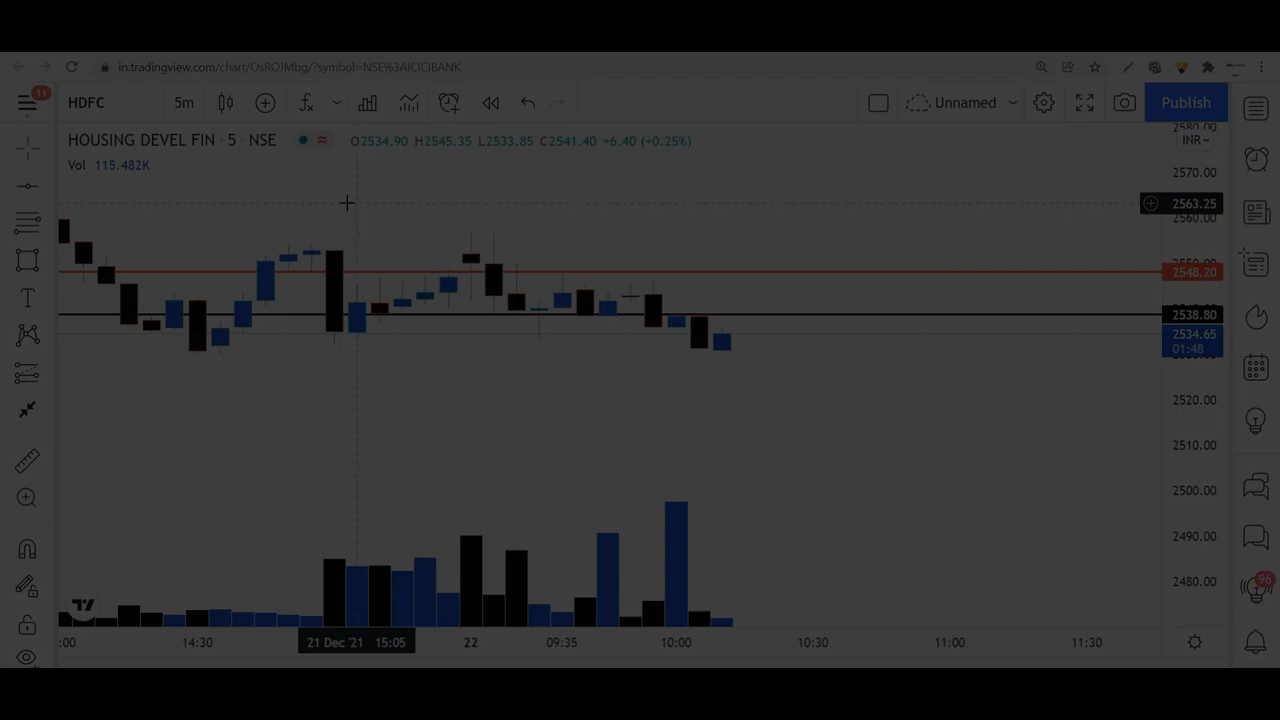 in.tradingview.com/chart/OsROJMbg/?symbol=NSE%3AICICIBANK
11
HDFC 5m Unnamed Publish
HOUSING DEVEL FIN · 5 · NSE O2534.90 H2545.35 L2533.85 C2541.40 +6.40 (+0.25%)
Vol 115.482K
2580.00
INR
2570.00
2563.25
2560.00
2548.20
2538.80
2534.65
01:48
2520.00
2510.00
2500.00
2490.00
2480.00
96
:00 14:30 21 Dec '21 15:05 22 09:35 10:00 10:30 11:00 11:30